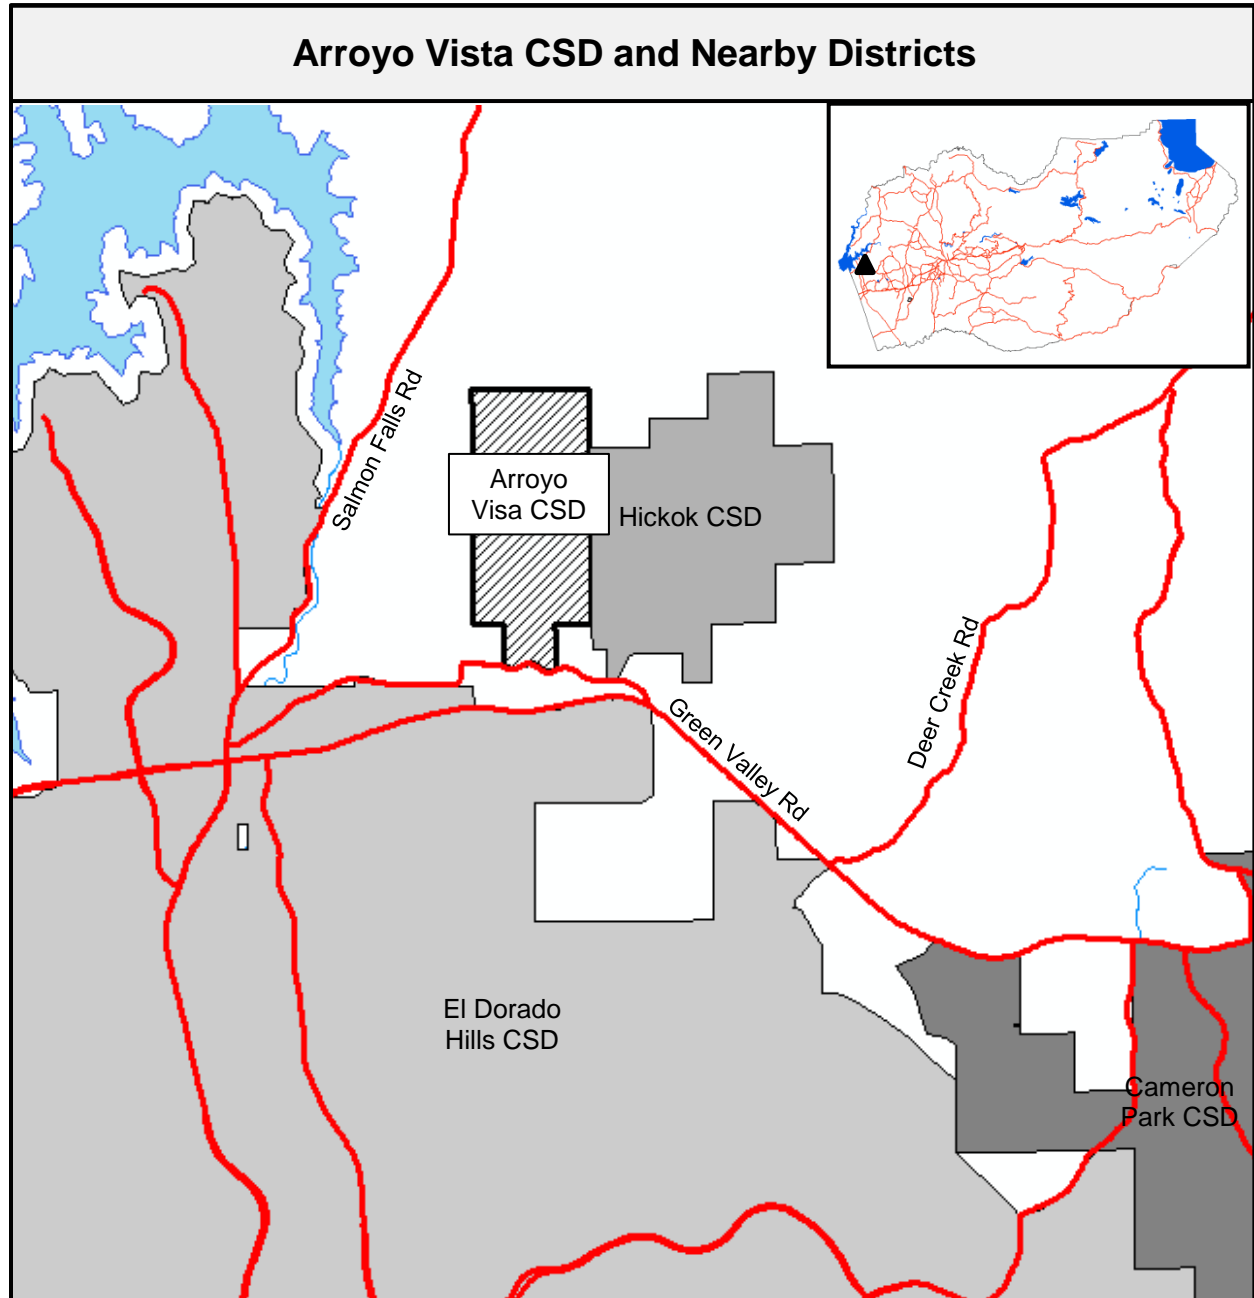 Arroyo Vista CSD and Nearby Districts
Salmon Falls Rd
Arroyo
Visa CSD
Hickok CSD
Deer Creek Rd
Green Valley Rd
El Dorado
Hills CSD
Cameron
Park CSD